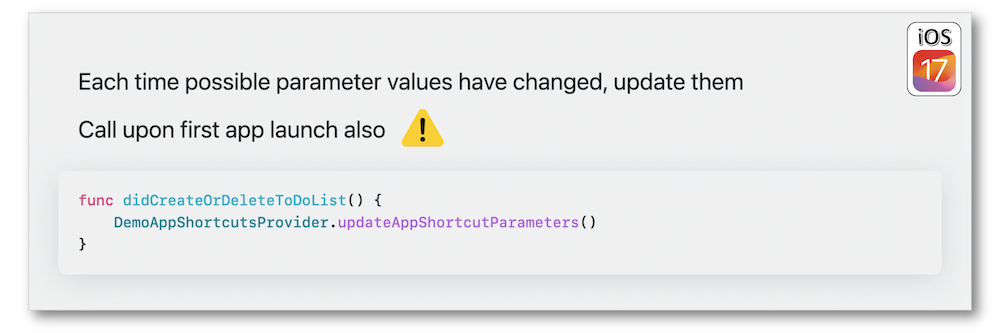 iOS
17
Each time possible parameter values have changed, update them
Call upon first app launch also
func didCreateOrDeleteToDoList() {
    DemoAppShortcutsProvider.updateAppShortcutParameters()
}